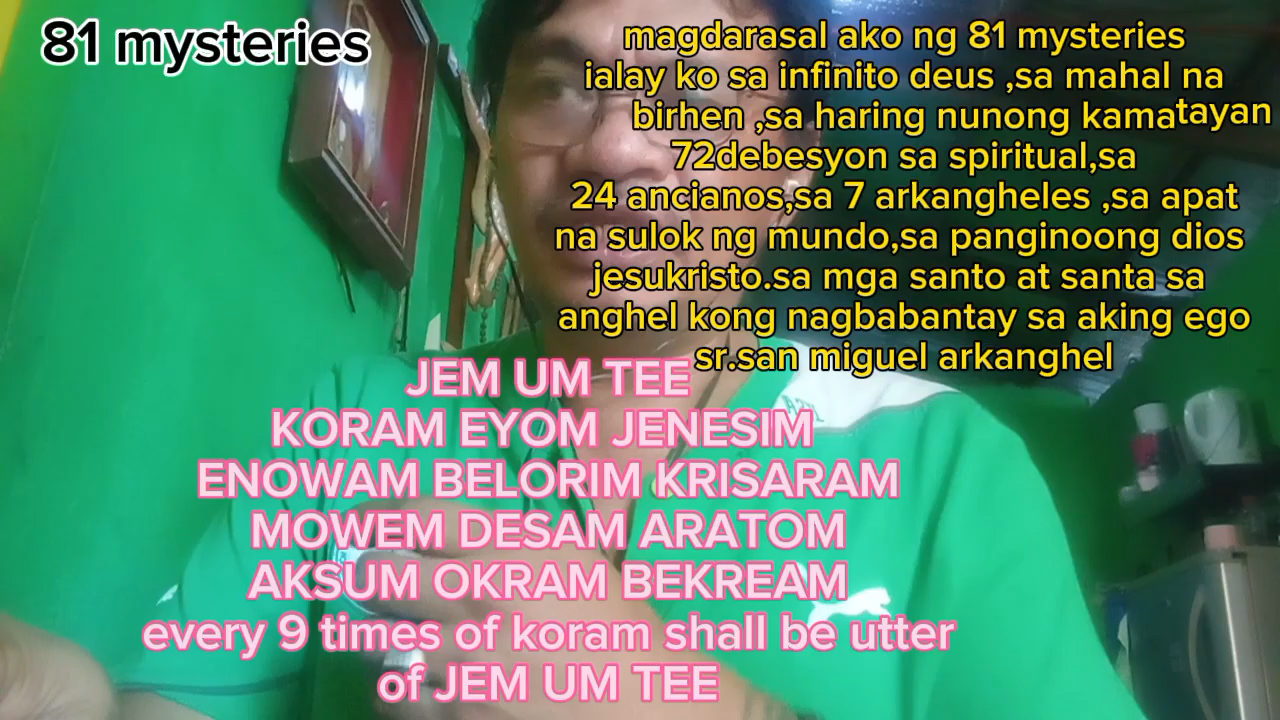 81 mysteries
magdarasal ako ng 81 mysteries
ialay ko sa infinito deus ,sa mahal na
birhen ,sa haring nunong kamatayan
72debesyon sa spiritual,sa
24 ancianos,sa 7 arkangheles ,sa apat
na sulok ng mundo,sa panginoong dios
jesukristo.sa mga santo at santa sa
anghel kong nagbabantay sa aking ego
sr.san miguel arkanghel
JEM UM TEE
KORAM EYOM JENESIM
ENOWAM BELORIM KRISARAM
MOWEM DESAM ARATOM
AKSUM OKRAM BEKREAM
every 9 times of koram shall be utter
of JEM UM TEE